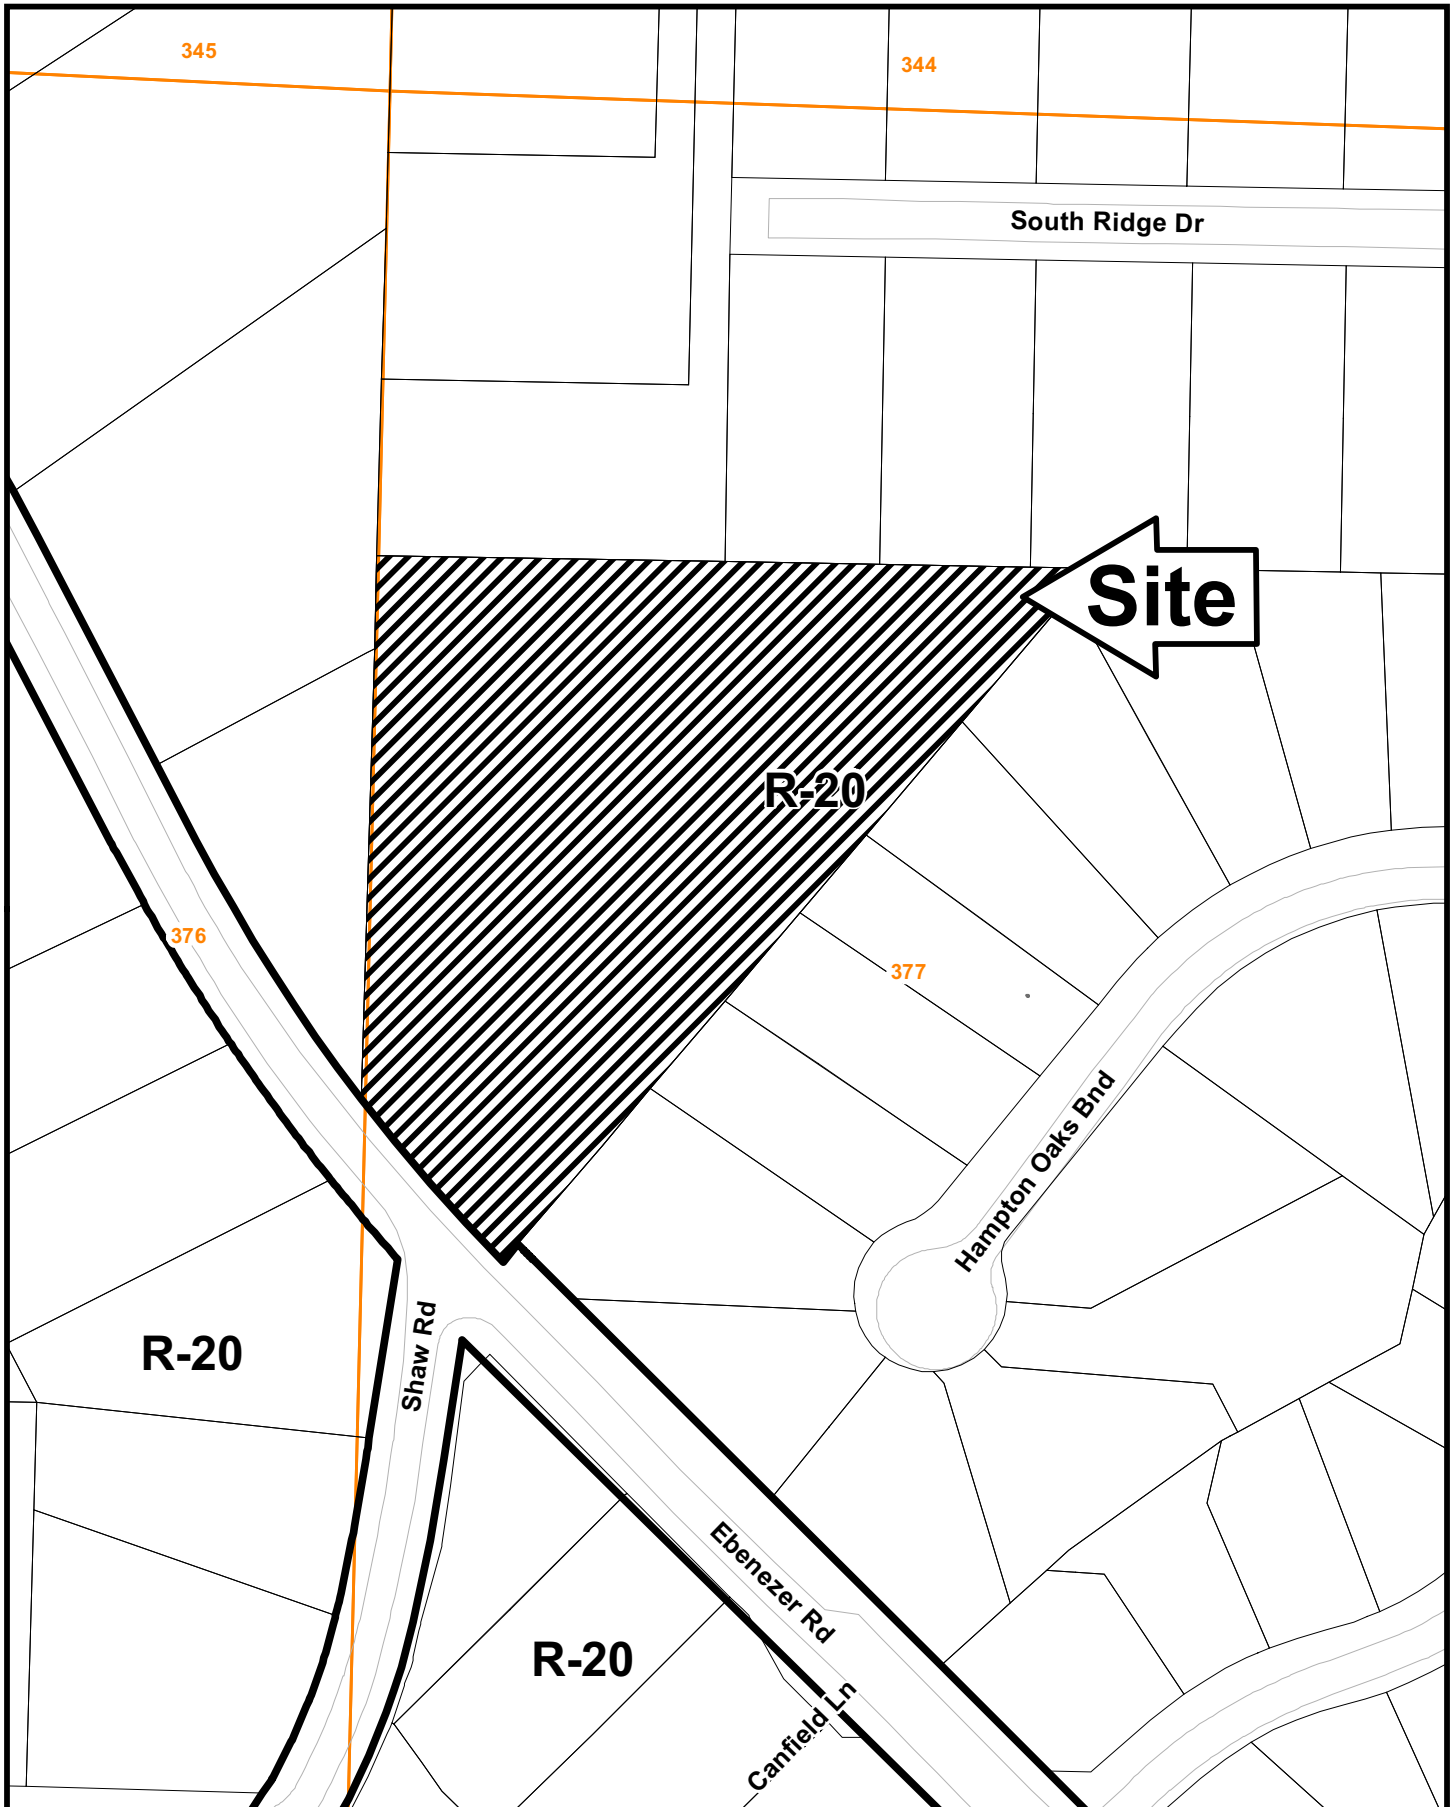 345
344
South Ridge Dr
Site
R-20
376
377
Hampton Oaks Bnd
R-20
Shaw Rd
Ebenezer Rd
R-20
Canfield Ln